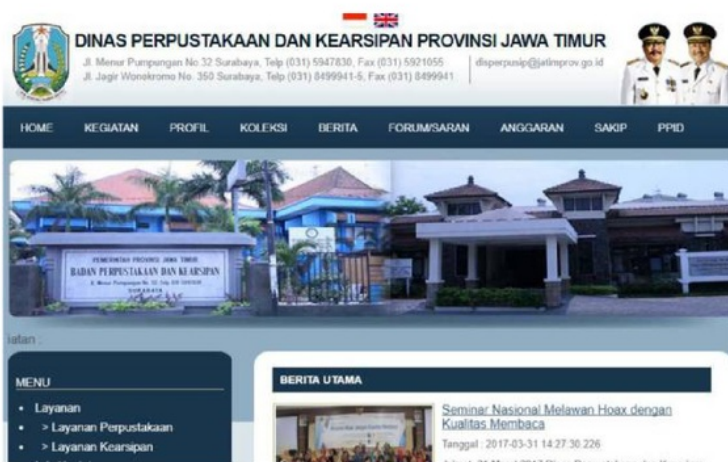 DINAS PERPUSTAKAAN DAN KEARSIPAN PROVINSI JAWA TIMUR
Jl. Menur Pumpungan No.32 Surabaya, Telp (031) 5947830, Fax (031) 5921055
disperpusip@jatimprov.go.id
Jl. Jagir Wonokromo No. 350 Surabaya, Telp (031) 8499941-5, Fax (031) 8499941
HOME KEGIATAN PROFIL KOLEKSI BERITA FORUM/SARAN ANGGARAN SAKIP PPID
PEMERINTAH PROVINSI JAWA TIMUR
BADAN PERPUSTAKAAN DAN KEARSIPAN
SURABAYA
iatan :
MENU
• Layanan
• > Layanan Perpustakaan
• > Layanan Kearsipan
BERITA UTAMA
Seminar Nasional Melawan Hoax dengan
Kualitas Membaca
Tanggal : 2017-03-31 14:27:30.226